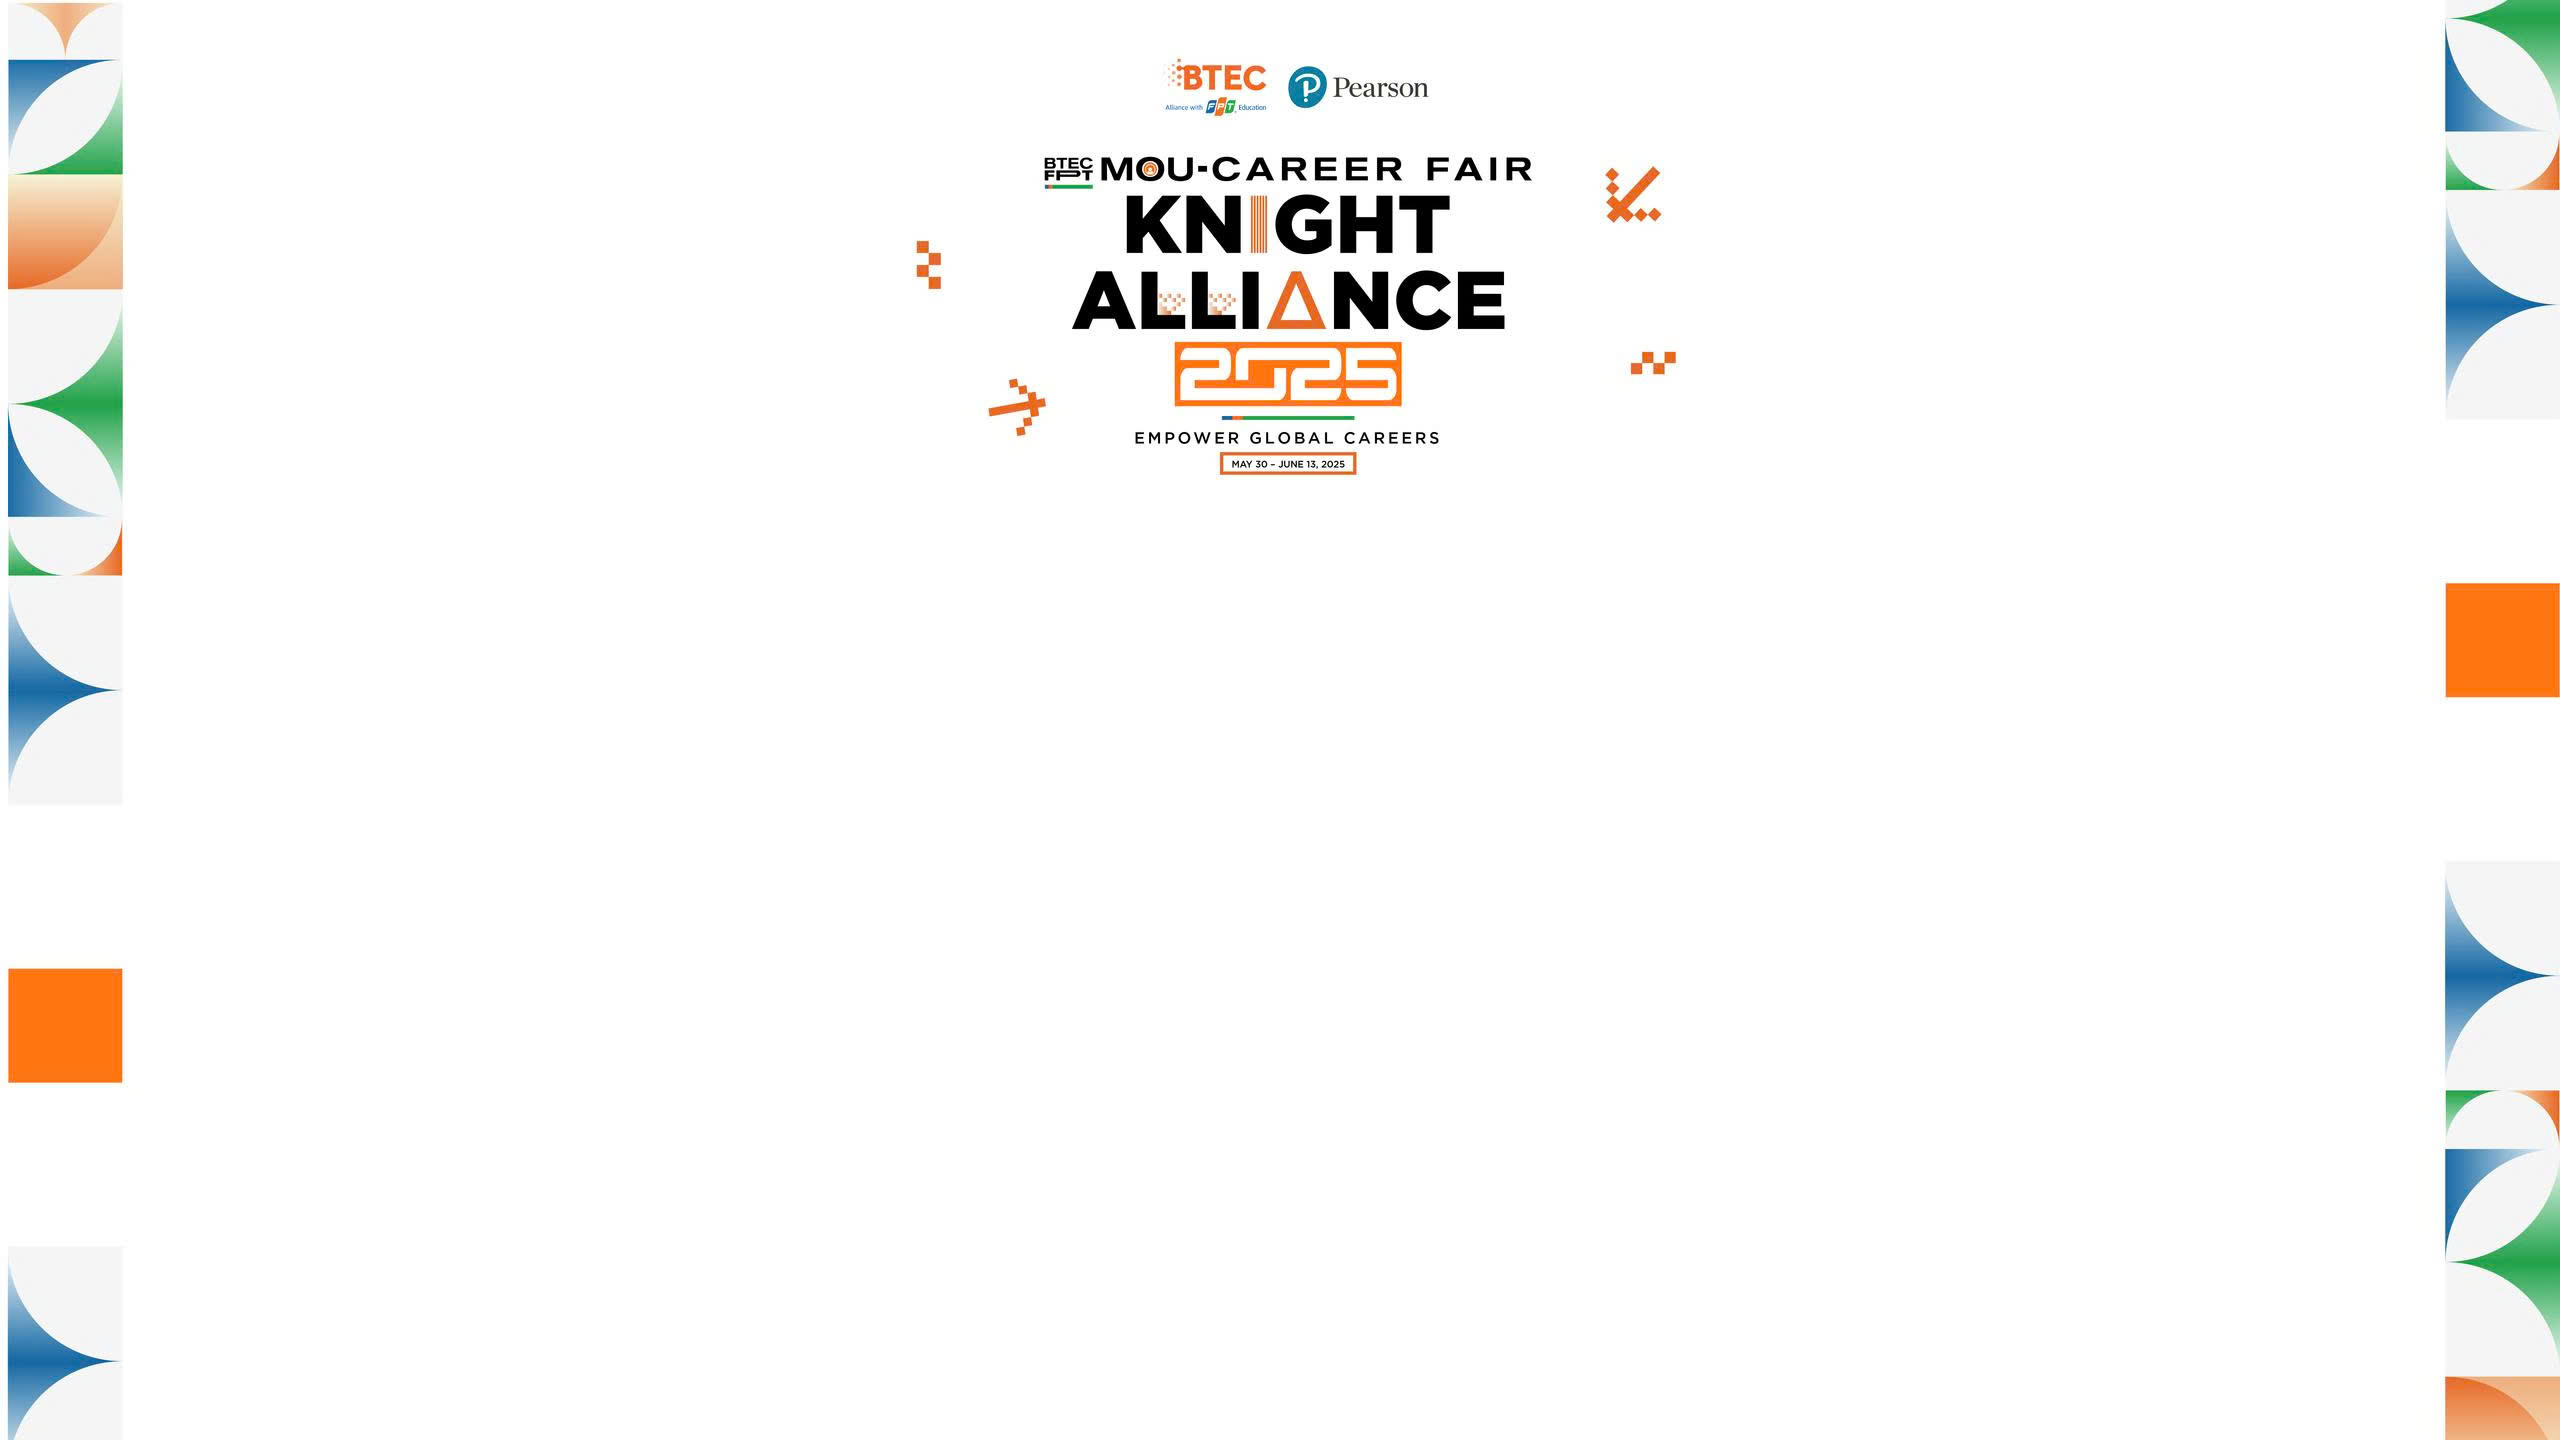 BTEC
Alliance with FPT Education
Pearson
BTEC
FPT
MOU-CAREER FAIR
KNIGHT
ALLIANCE
2025
EMPOWER GLOBAL CAREERS
MAY 30 – JUNE 13, 2025